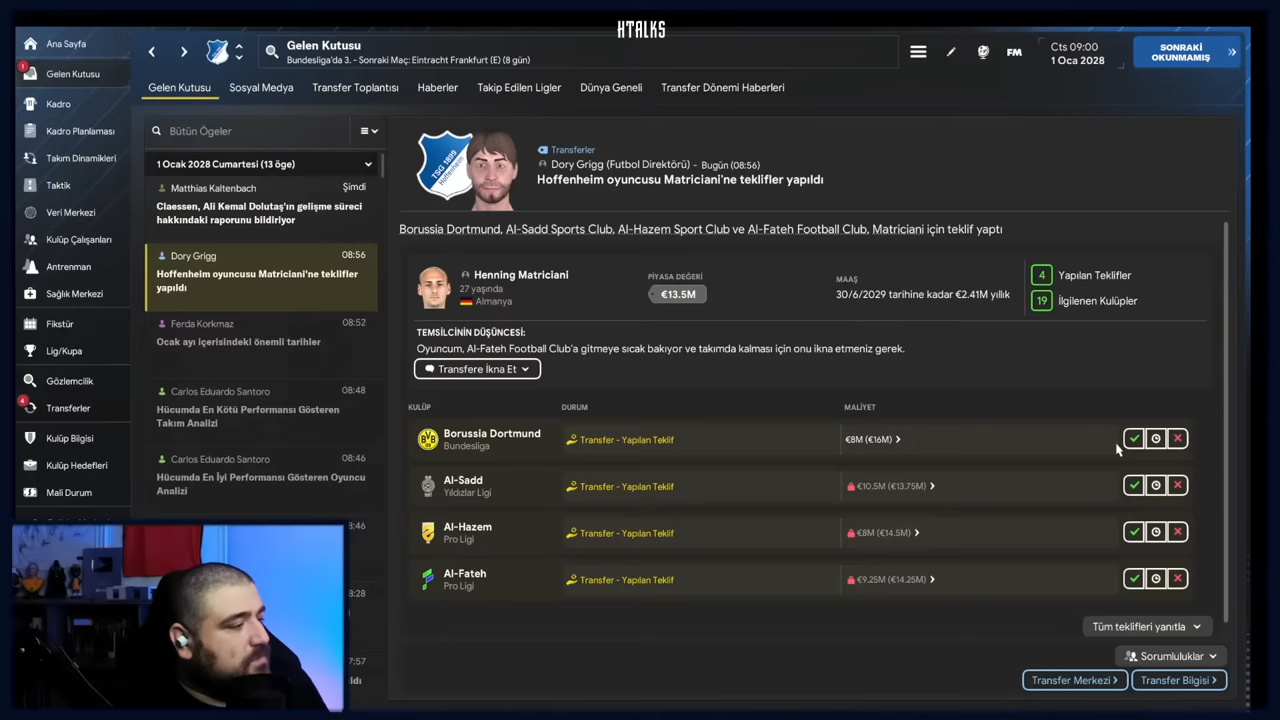 HTALKS
Ana Sayfa
1
Gelen Kutusu
Kadro
Kadro Planlaması
Takım Dinamikleri
Taktik
Veri Merkezi
Kulüp Çalışanları
Antrenman
Sağlık Merkezi
Fikstür
Lig/Kupa
Gözlemcilik
4
Transferler
Kulüp Bilgisi
Kulüp Hedefleri
Mali Durum
Gelen Kutusu
Bundesliga'da 3. - Sonraki Maç: Eintracht Frankfurt (E) (8 gün)
FM
Cts 09:00
1 Oca 2028
SONRAKİ
OKUNMAMIŞ
Gelen Kutusu
Sosyal Medya
Transfer Toplantısı
Haberler
Takip Edilen Ligler
Dünya Geneli
Transfer Dönemi Haberleri
Bütün Ögeler
1 Ocak 2028 Cumartesi (13 öge)
Matthias Kaltenbach
Şimdi
Claessen, Ali Kemal Dolutaş'ın gelişme süreci
hakkındaki raporunu bildiriyor
Dory Grigg
08:56
Hoffenheim oyuncusu Matriciani'ne teklifler
yapıldı
Ferda Korkmaz
08:52
Ocak ayı içerisindeki önemli tarihler
Carlos Eduardo Santoro
08:48
Hücumda En Kötü Performansı Gösteren
Takım Analizi
Carlos Eduardo Santoro
08:46
Hücumda En İyi Performansı Gösteren Oyuncu
Analizi
:46
8:28
7:57
ldı
TSG 1899
Hoffenheim
Transferler
Dory Grigg (Futbol Direktörü) - Bugün (08:56)
Hoffenheim oyuncusu Matriciani'ne teklifler yapıldı
Borussia Dortmund, Al-Sadd Sports Club, Al-Hazem Sport Club ve Al-Fateh Football Club, Matriciani için teklif yaptı
Henning Matriciani
27 yaşında
Almanya
PİYASA DEĞERİ
€13.5M
MAAŞ
30/6/2029 tarihine kadar €2.41M yıllık
4 Yapılan Teklifler
19 İlgilenen Kulüpler
TEMSİLCİNİN DÜŞÜNCESİ:
Oyuncum, Al-Fateh Football Club'a gitmeye sıcak bakıyor ve takımda kalması için onu ikna etmeniz gerek.
Transfere İkna Et
KULÜP
DURUM
MALİYET
Borussia Dortmund
Bundesliga
Transfer - Yapılan Teklif
€8M (€16M)
Al-Sadd
Yıldızlar Ligi
Transfer - Yapılan Teklif
€10.5M (€13.75M)
Al-Hazem
Pro Ligi
Transfer - Yapılan Teklif
€8M (€14.5M)
Al-Fateh
Pro Ligi
Transfer - Yapılan Teklif
€9.25M (€14.25M)
Tüm teklifleri yanıtla
Sorumluluklar
Transfer Merkezi
Transfer Bilgisi